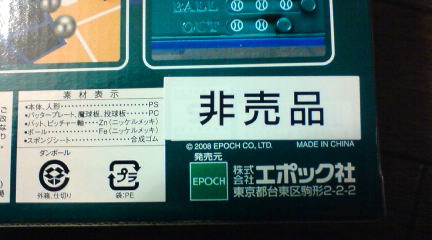 BALL
OUT
素材表示
•本体、人形 PS
•バッタープレート、魔球板、投球板 PC
•バット、ピッチャー軸 Zn(ニッケルメッキ)
•ボール Fe(ニッケルメッキ)
•スポンジシート 合成ゴム
ダンボール
外箱、仕切り
プラ
袋:PE
非売品
© 2008 EPOCH CO., LTD.
MADE IN CHINA
発売元
EPOCH
株式会社エポック社
東京都台東区駒形2-2-2